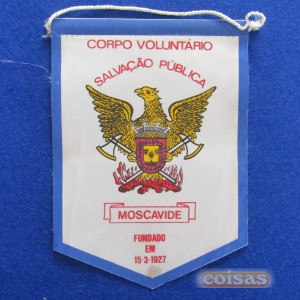 CORPO VOLUNTÁRIO
SALVAÇÃO PÚBLICA
MOSCAVIDE
FUNDADO
EM
15-3-1927
coisas